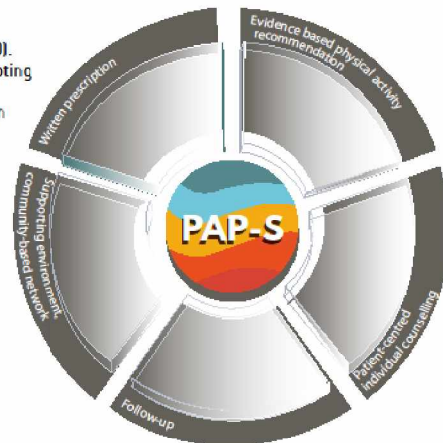 ).
oting
n
Written prescription
Evidence based physical activity
recommendation
PAP-S
Supporting environment,
community-based network
Patient-centred
individual counselling
Follow-up